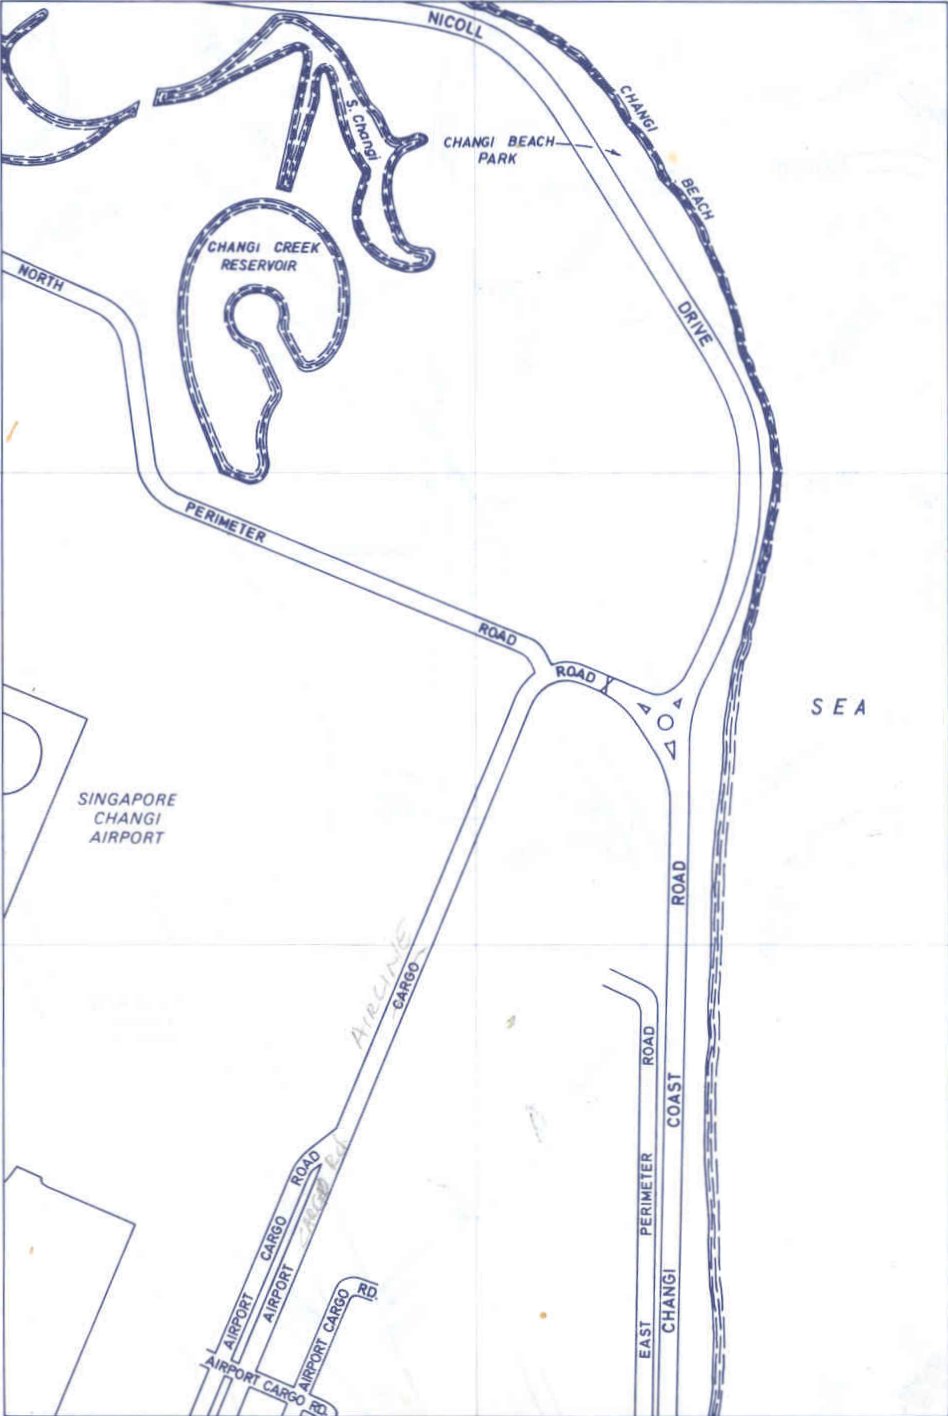 NICOLL
CHANGI
S. Changi
CHANGI BEACH
PARK
BEACH
CHANGI CREEK
RESERVOIR
NORTH
DRIVE
PERIMETER
ROAD
ROAD
SEA
SINGAPORE
CHANGI
AIRPORT
ROAD
AIRLINE
CARGO
ROAD
COAST
ROAD
CARGO Rd
PERIMETER
CARGO
AIRPORT
CHANGI
RD
AIRPORT CARGO
AIRPORT
EAST
AIRPORT CARGO RD.